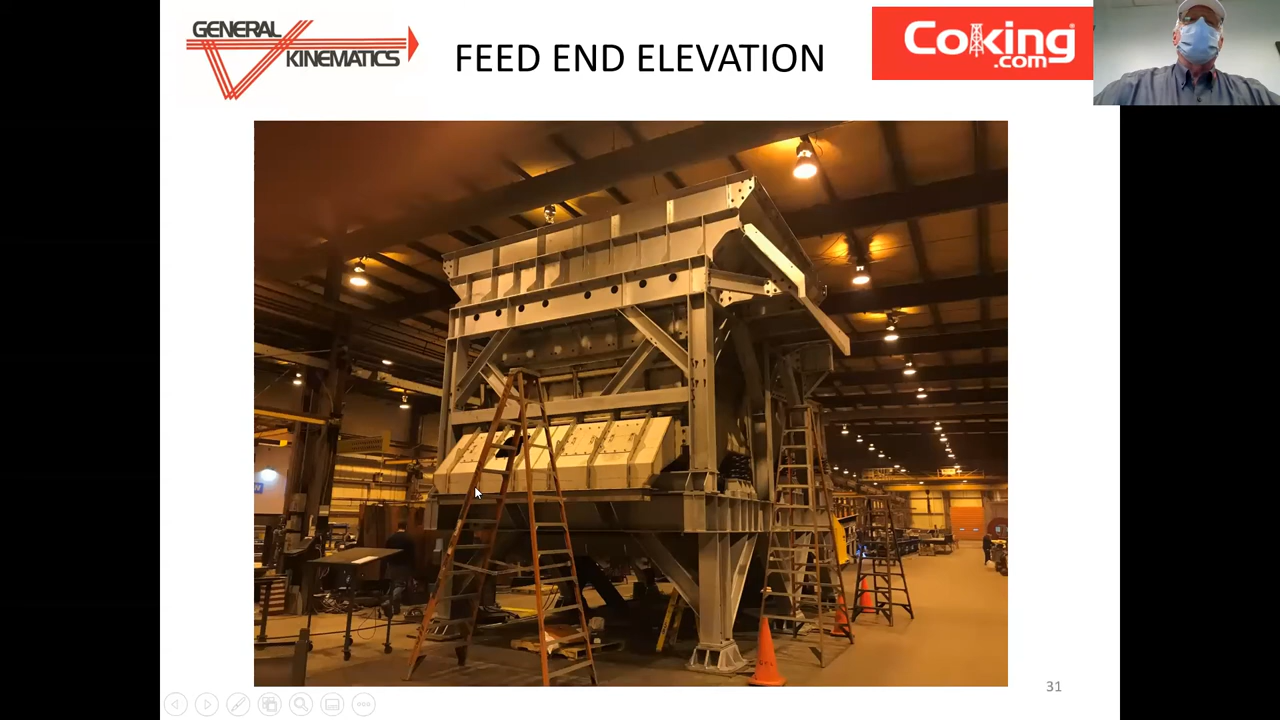 GENERAL
KINEMATICS
FEED END ELEVATION
Coking
.com
31